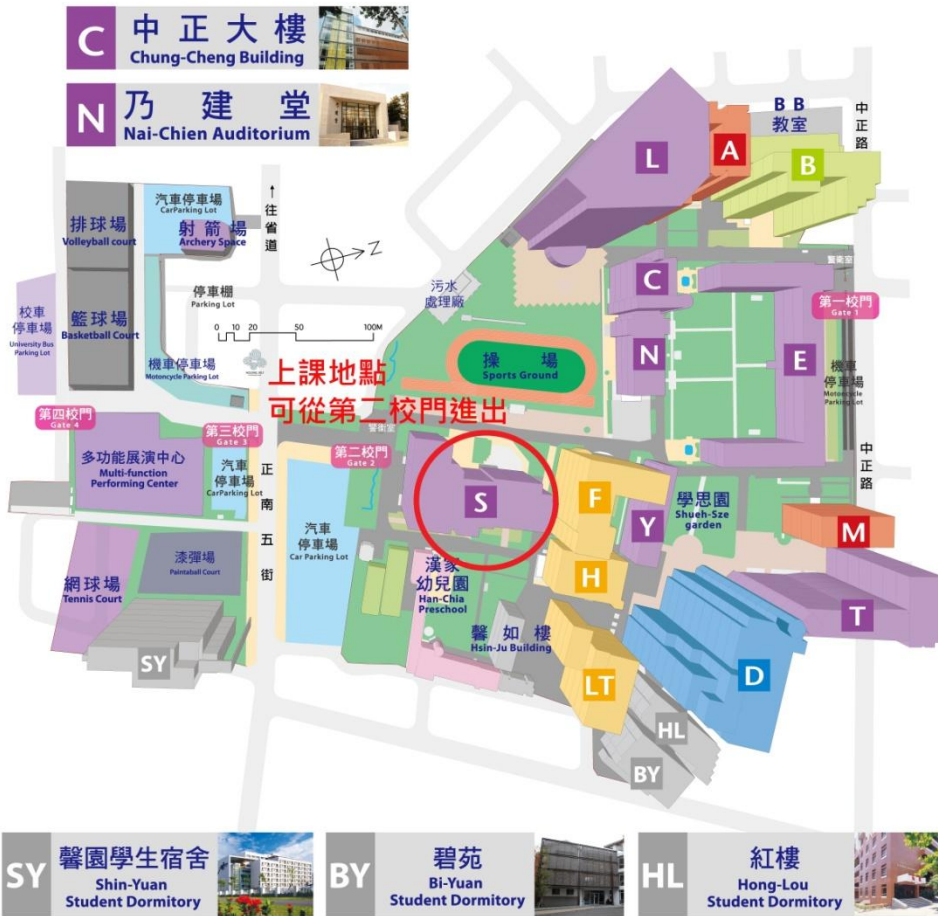 C
中正大樓
Chung-Cheng Building
N
乃建堂
Nai-Chien Auditorium
BB
教室
中正路
L
A
B
汽車停車場
CarParking Lot
排球場
Volleyball court
射箭場
Archery Space
↑往省道
Z
污水
處理廠
警衛室
C
第一校門
Gate 1
停車棚
Parking Lot
校車
停車場
University Bus
Parking Lot
籃球場
Basketball Court
0 10 20 50 100M
機車停車場
Motorcycle Parking Lot
操場
Sports Ground
N
E
機車
停車場
Motorcycle
Parking Lot
上課地點
可從第二校門進出
第四校門
Gate 4
第三校門
Gate 3
警衛室
第二校門
Gate 2
中正路
多功能展演中心
Multi-function
Performing Center
汽車
停車場
CarParking Lot
正南五街
S
F
Y
學思園
Shueh-Sze
garden
M
汽車
停車場
Car Parking Lot
漆彈場
Paintaball Court
網球場
Tennis Court
漢家
幼兒園
Han-Chia
Preschool
H
T
馨如樓
Hsin-Ju Building
SY
LT
D
HL
BY
SY
馨園學生宿舍
Shin-Yuan
Student Dormitory
BY
碧苑
Bi-Yuan
Student Dormitory
HL
紅樓
Hong-Lou
Student Dormitory